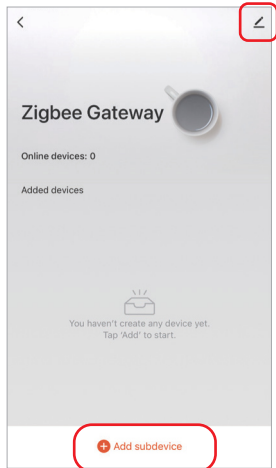 Zigbee Gateway
Online devices: 0
Added devices
You haven't create any device yet.
Tap 'Add' to start.
Add subdevice